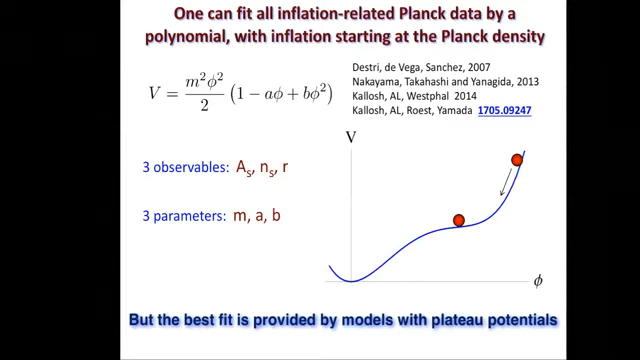 One can fit all inflation-related Planck data by a
polynomial, with inflation starting at the Planck density
V = m²φ²/2 (1 − aφ + bφ²)
Destri, de Vega, Sanchez, 2007
Nakayama, Takahashi and Yanagida, 2013
Kallosh, AL, Westphal 2014
Kallosh, AL, Roest, Yamada 1705.09247
V
3 observables: Aₛ, nₛ, r
3 parameters: m, a, b
ϕ
But the best fit is provided by models with plateau potentials